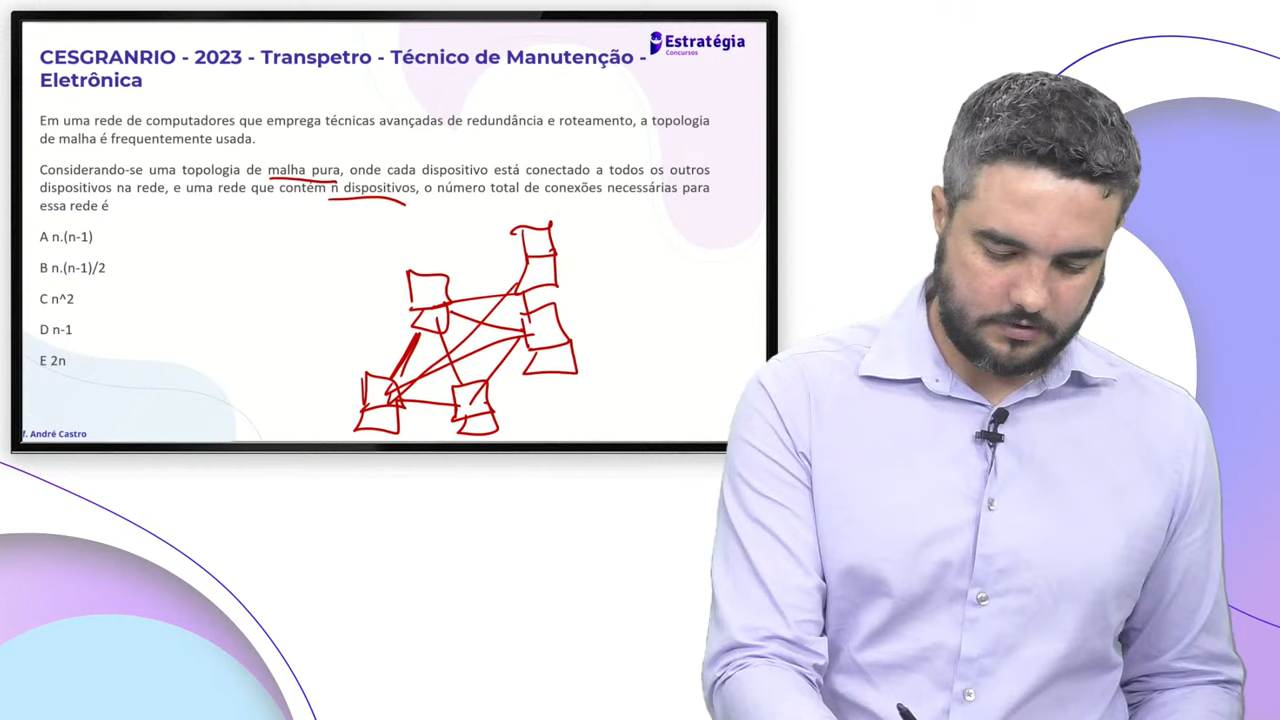 CESGRANRIO - 2023 - Transpetro - Técnico de Manutenção -
Eletrônica
Estratégia
Concursos
Em uma rede de computadores que emprega técnicas avançadas de redundância e roteamento, a topologia
de malha é frequentemente usada.
Considerando-se uma topologia de malha pura, onde cada dispositivo está conectado a todos os outros
dispositivos na rede, e uma rede que contém n dispositivos, o número total de conexões necessárias para
essa rede é
A n.(n-1)
B n.(n-1)/2
C n^2
D n-1
E 2n
f. André Castro